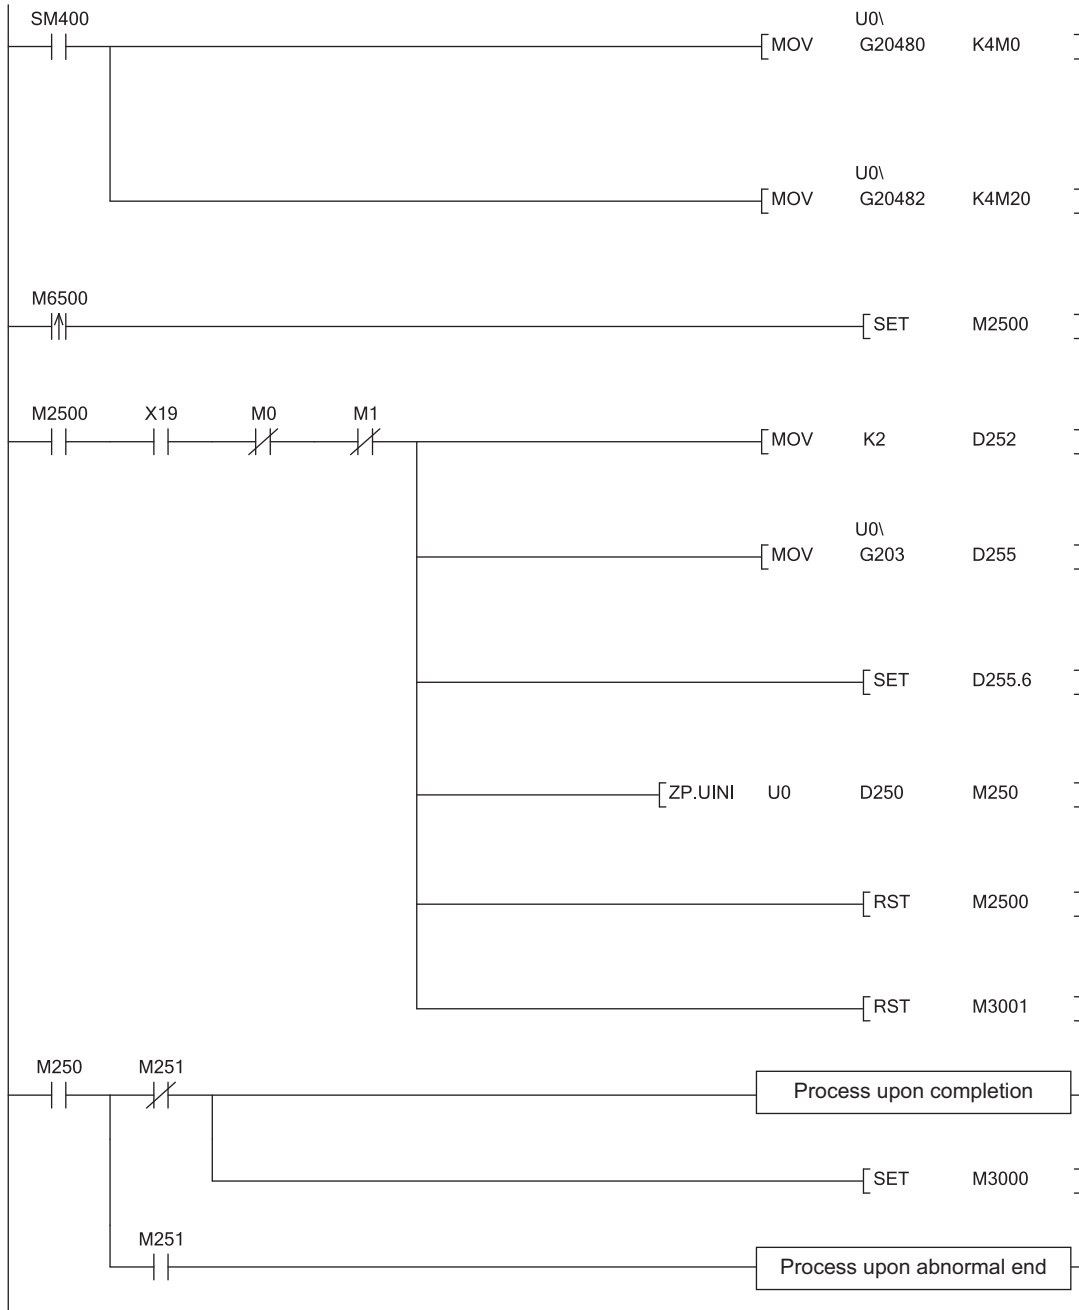 SM400
U0\
MOV G20480 K4M0
U0\
MOV G20482 K4M20
M6500
SET M2500
M2500 X19 M0 M1
MOV K2 D252
U0\
MOV G203 D255
SET D255.6
ZP.UINI U0 D250 M250
RST M2500
RST M3001
M250 M251
Process upon completion
SET M3000
M251
Process upon abnormal end